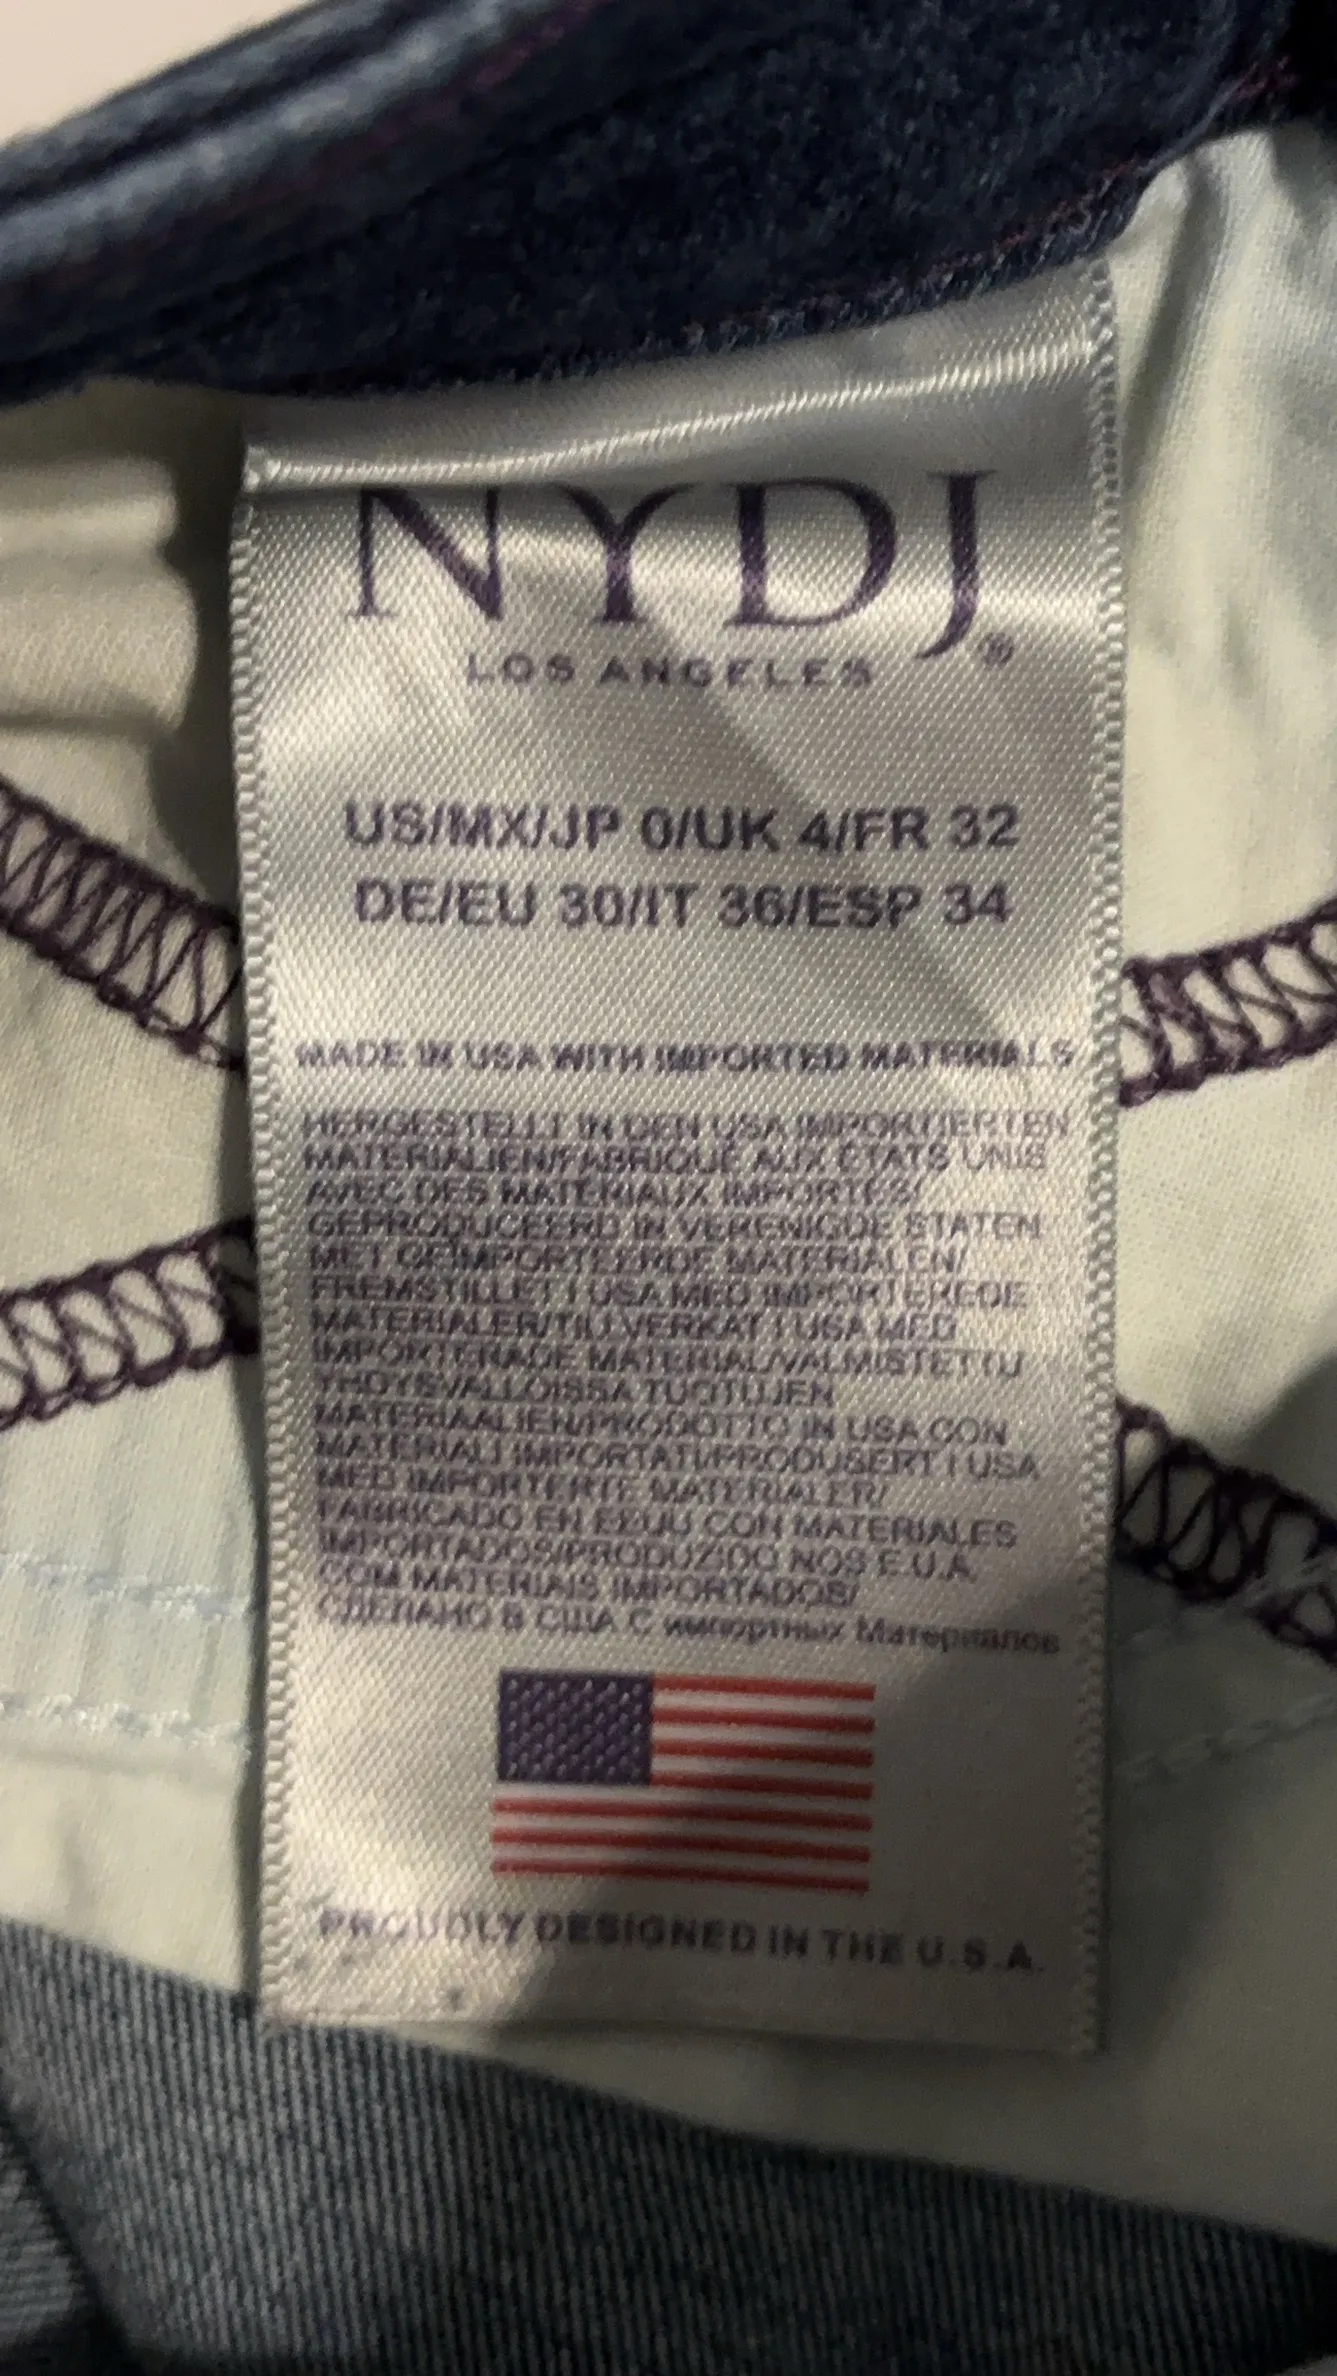 NYDJ®
LOS ANGELES
US/MX/JP 0/UK 4/FR 32
DE/EU 30/IT 36/ESP 34
MADE IN USA WITH IMPORTED MATERIALS
HERGESTELLT IN DEN USA IMPORTIERTEN
MATERIALIEN/FABRIQUE AUX ETATS UNIS
AVEC DES MATERIAUX IMPORTES/
GEPRODUCEERD IN VERENIGDE STATEN
MET GEÏMPORTEERDE MATERIALEN/
FREMSTILLET I USA MED IMPORTEREDE
MATERIALER/TILLVERKAT I USA MED
IMPORTERADE MATERIAL/VALMISTETTU
YHDYSVALLOISSA TUOTUJEN
MATERIAALIEN/PRODOTTO IN USA CON
MATERIALI IMPORTATI/PRODUSERT I USA
MED IMPORTERTE MATERIALER/
FABRICADO EN EEUU CON MATERIALES
IMPORTADOS/PRODUZIDO NOS E.U.A
COM MATERIAIS IMPORTADOS/
СДЕЛАНО В США С импортных Материалов
PROUDLY DESIGNED IN THE U.S.A.